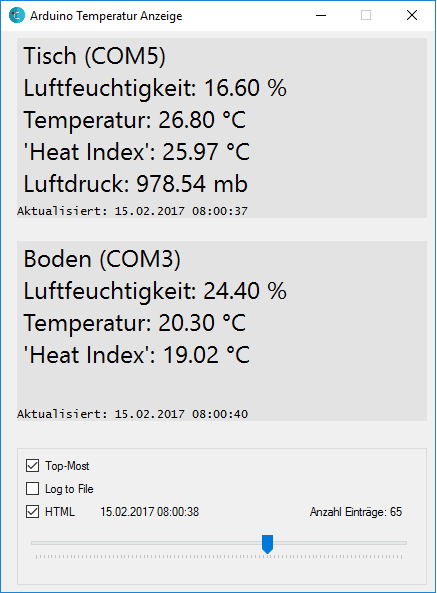 Arduino Temperatur Anzeige
Tisch (COM5)
Luftfeuchtigkeit: 16.60 %
Temperatur: 26.80 °C
'Heat Index': 25.97 °C
Luftdruck: 978.54 mb
Aktualisiert: 15.02.2017 08:00:37
Boden (COM3)
Luftfeuchtigkeit: 24.40 %
Temperatur: 20.30 °C
'Heat Index': 19.02 °C
Aktualisiert: 15.02.2017 08:00:40
Top-Most
Log to File
HTML 15.02.2017 08:00:38 Anzahl Einträge: 65